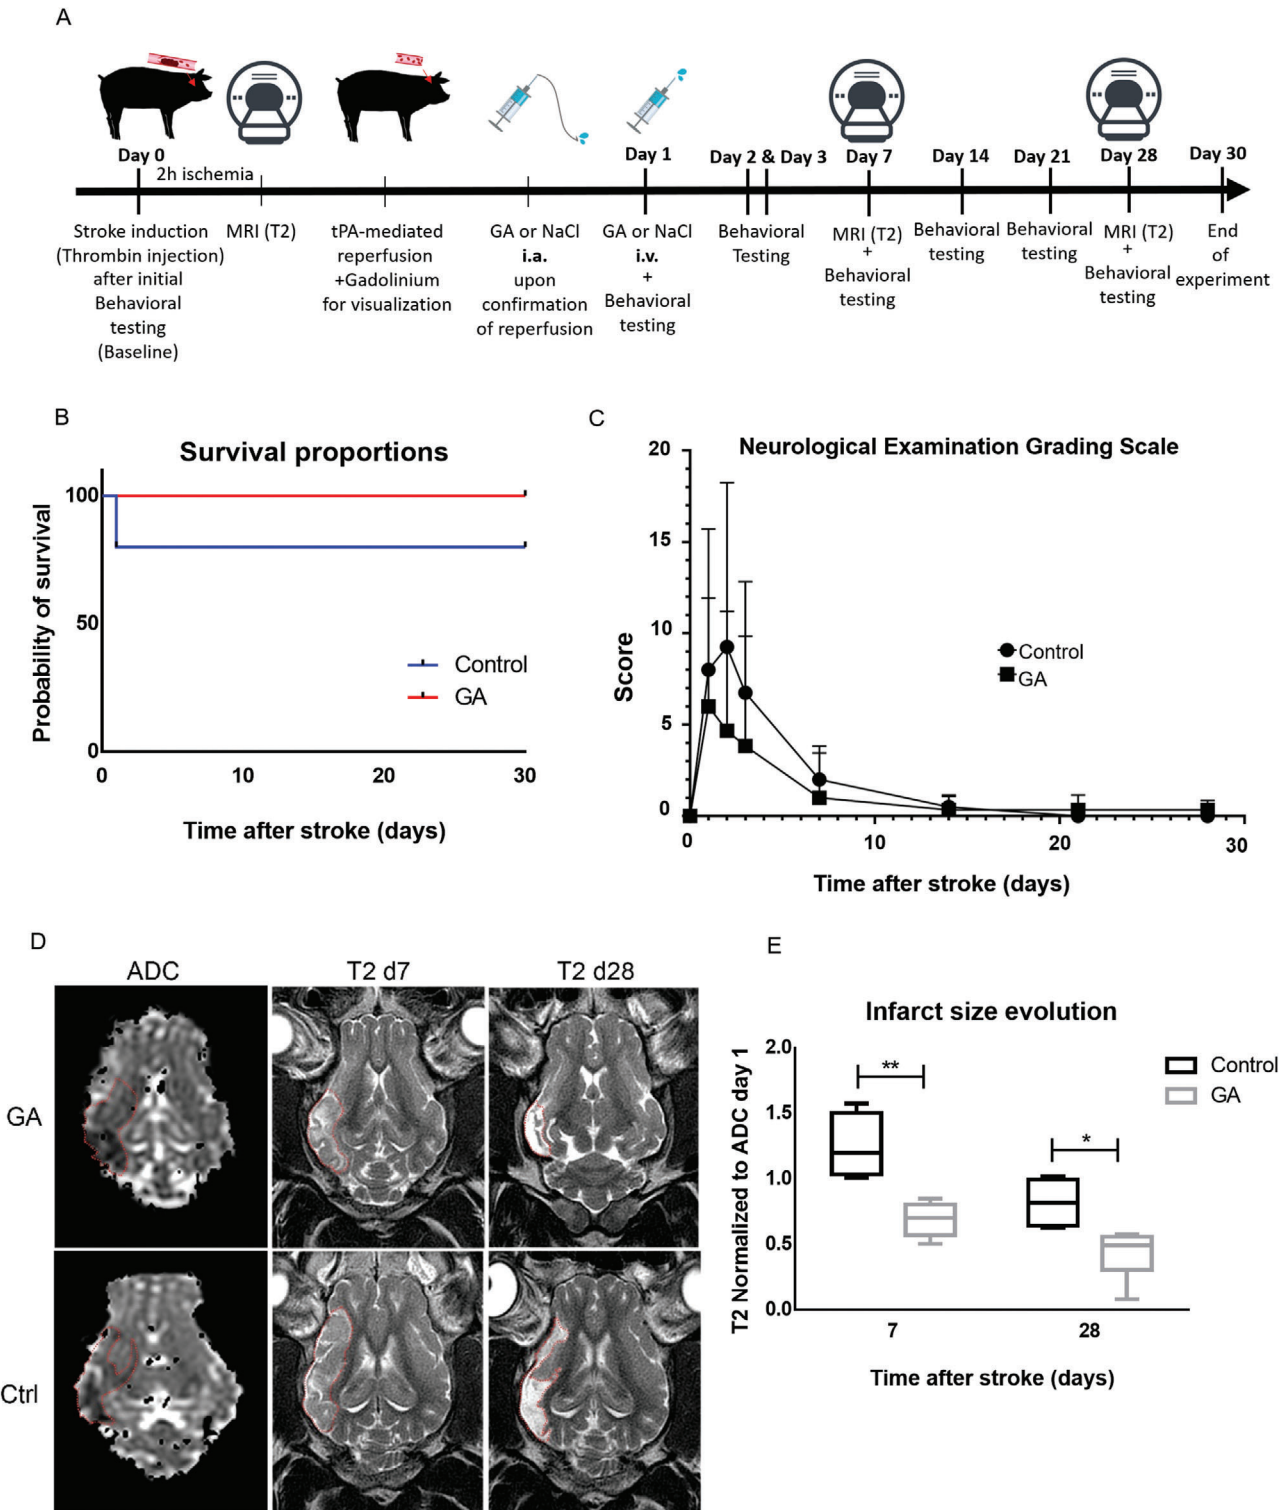 A
Day 0
2h ischemia
Day 1
Day 2 & Day 3
Day 7
Day 14
Day 21
Day 28
Day 30
Stroke induction
(Thrombin injection)
after initial
Behavioral
testing
(Baseline)
MRI (T2)
tPA-mediated
reperfusion
+Gadolinium
for visualization
GA or NaCl
i.a.
upon
confirmation
of reperfusion
GA or NaCl
i.v.
+
Behavioral
testing
Behavioral
Testing
MRI (T2)
+
Behavioral
testing
Behavioral
testing
Behavioral
testing
MRI (T2)
+
Behavioral
testing
End
of
experiment
B
Survival proportions
Probability of survival
100
50
0
0 10 20 30
Control
GA
Time after stroke (days)
C
Neurological Examination Grading Scale
Score
20
15
10
5
0
0 10 20 30
Control
GA
Time after stroke (days)
D
ADC T2 d7 T2 d28
GA
Ctrl
E
Infarct size evolution
T2 Normalized to ADC day 1
2.0
1.5
1.0
0.5
0.0
**
*
Control
GA
7 28
Time after stroke (days)